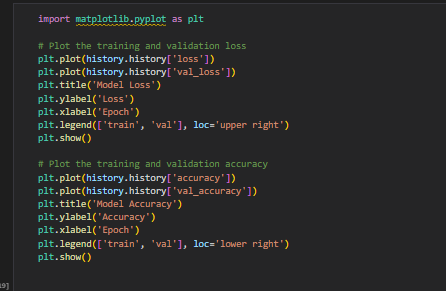 import matplotlib.pyplot as plt
# Plot the training and validation loss
plt.plot(history.history['loss'])
plt.plot(history.history['val_loss'])
plt.title('Model Loss')
plt.ylabel('Loss')
plt.xlabel('Epoch')
plt.legend(['train', 'val'], loc='upper right')
plt.show()
# Plot the training and validation accuracy
plt.plot(history.history['accuracy'])
plt.plot(history.history['val_accuracy'])
plt.title('Model Accuracy')
plt.ylabel('Accuracy')
plt.xlabel('Epoch')
plt.legend(['train', 'val'], loc='lower right')
plt.show()